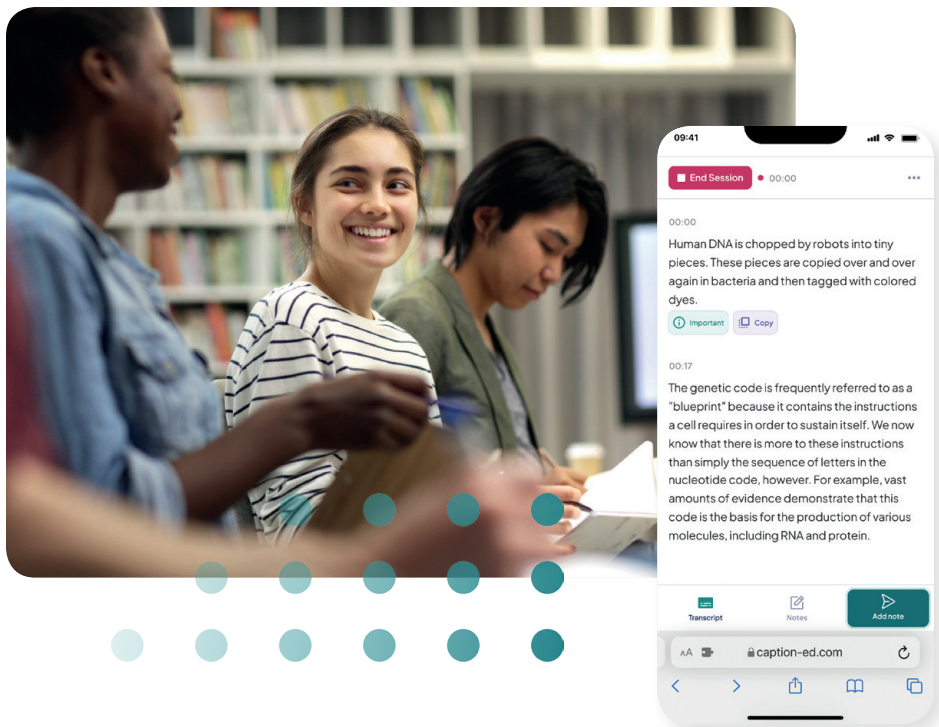 09:41
End Session
00:00
00:00
Human DNA is chopped by robots into tiny
pieces. These pieces are copied over and over
again in bacteria and then tagged with colored
dyes.
Important
Copy
00:17
The genetic code is frequently referred to as a
"blueprint" because it contains the instructions
a cell requires in order to sustain itself. We now
know that there is more to these instructions
than simply the sequence of letters in the
nucleotide code, however. For example, vast
amounts of evidence demonstrate that this
code is the basis for the production of various
molecules, including RNA and protein.
Transcript
Notes
Add note
AA
caption-ed.com